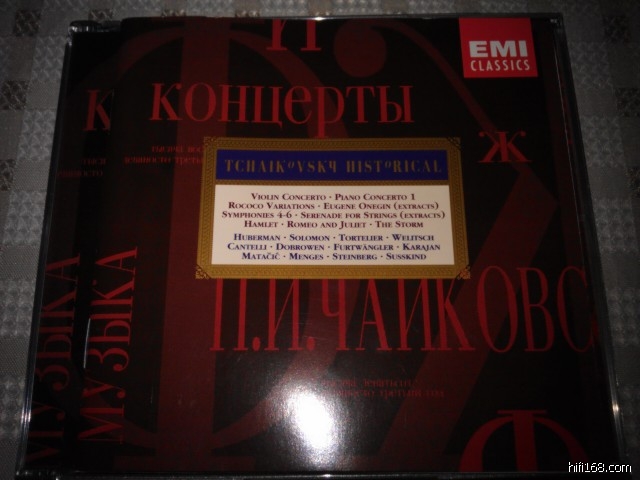 И
EMI
CLASSICS
К
концерты
ж
TCHAIKOVSKY HISTORICAL
VIOLIN CONCERTO · PIANO CONCERTO 1
ROCOCO VARIATIONS · EUGENE ONEGIN (EXTRACTS)
SYMPHONIES 4-6 · SERENADE FOR STRINGS (EXTRACTS)
HAMLET · ROMEO AND JULIET · THE STORM
HUBERMAN · SOLOMON · TORTELIER · WELITSCH
CANTELLI · DOBROWEN · FURTWÄNGLER · KARAJAN
MATAČIĆ · MENGES · STEINBERG · SUSSKIND
МУЗЫКА
МУЗЫКА
П.И.ЧАЙКОВС
Ф
hifi168.com